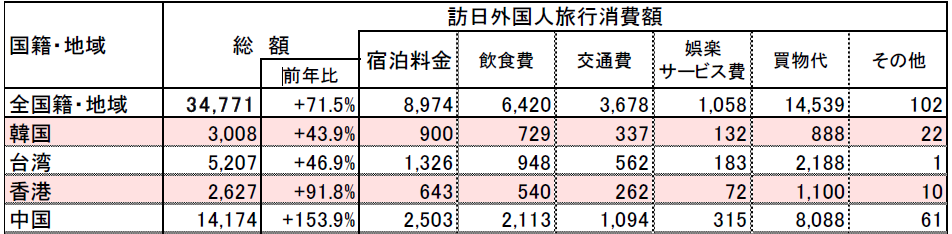 訪日外国人旅行消費額
国籍・地域 総 額 宿泊料金 飲食費 交通費 娯楽サービス費 買物代 その他
前年比
全国籍・地域 34,771 +71.5% 8,974 6,420 3,678 1,058 14,539 102
韓国 3,008 +43.9% 900 729 337 132 888 22
台湾 5,207 +46.9% 1,326 948 562 183 2,188 1
香港 2,627 +91.8% 643 540 262 72 1,100 10
中国 14,174 +153.9% 2,503 2,113 1,094 315 8,088 61